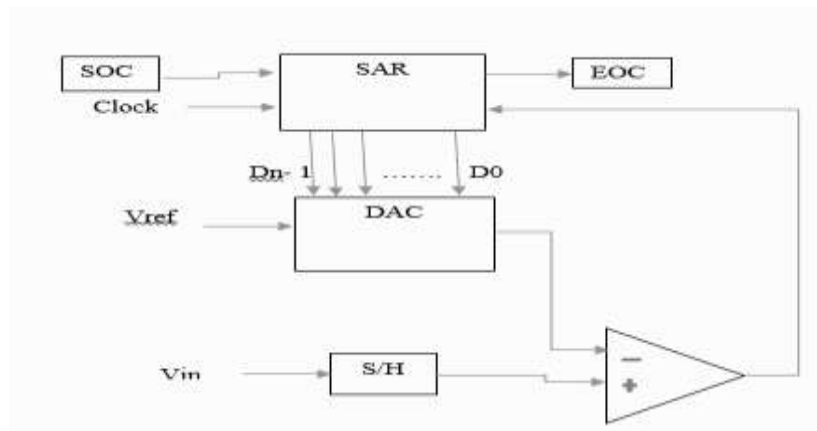 SOC
SAR
EOC
Clock
Dn- 1 ....... D0
Vref
DAC
−
Vin
S/H
+